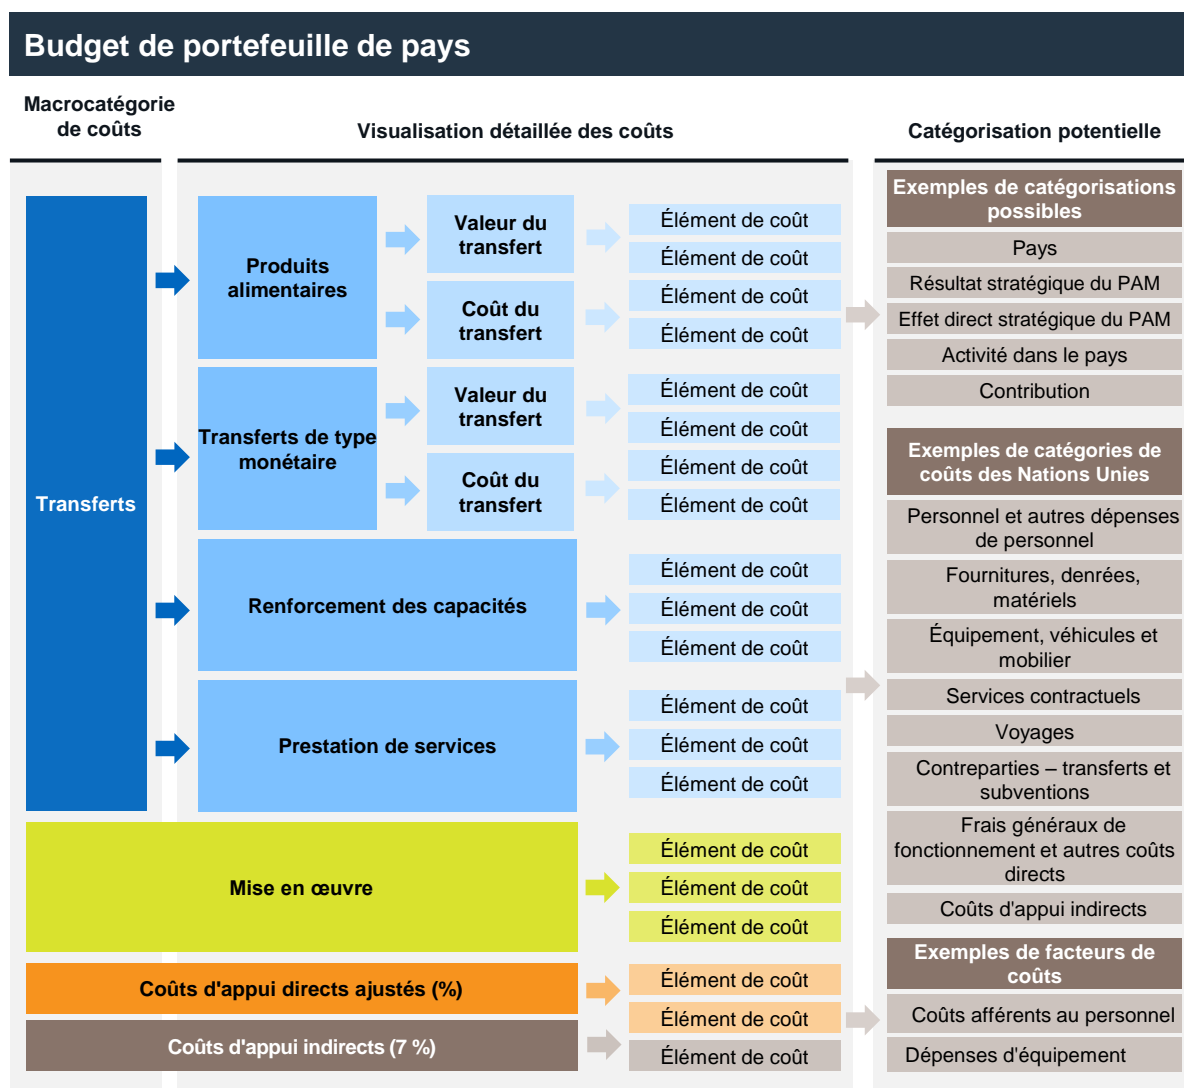 Budget de portefeuille de pays
Macrocatégorie
de coûts
Visualisation détaillée des coûts
Catégorisation potentielle
Transferts
Produits
alimentaires
Valeur du
transfert
Élément de coût
Élément de coût
Coût du
transfert
Élément de coût
Élément de coût
Transferts de type
monétaire
Valeur du
transfert
Élément de coût
Élément de coût
Coût du
transfert
Élément de coût
Élément de coût
Renforcement des capacités
Élément de coût
Élément de coût
Élément de coût
Prestation de services
Élément de coût
Élément de coût
Élément de coût
Mise en œuvre
Élément de coût
Élément de coût
Élément de coût
Coûts d'appui directs ajustés (%)
Élément de coût
Élément de coût
Coûts d'appui indirects (7 %)
Élément de coût
Exemples de catégorisations
possibles
Pays
Résultat stratégique du PAM
Effet direct stratégique du PAM
Activité dans le pays
Contribution
Exemples de catégories de
coûts des Nations Unies
Personnel et autres dépenses
de personnel
Fournitures, denrées,
matériels
Équipement, véhicules et
mobilier
Services contractuels
Voyages
Contreparties – transferts et
subventions
Frais généraux de
fonctionnement et autres coûts
directs
Coûts d'appui indirects
Exemples de facteurs de
coûts
Coûts afférents au personnel
Dépenses d'équipement